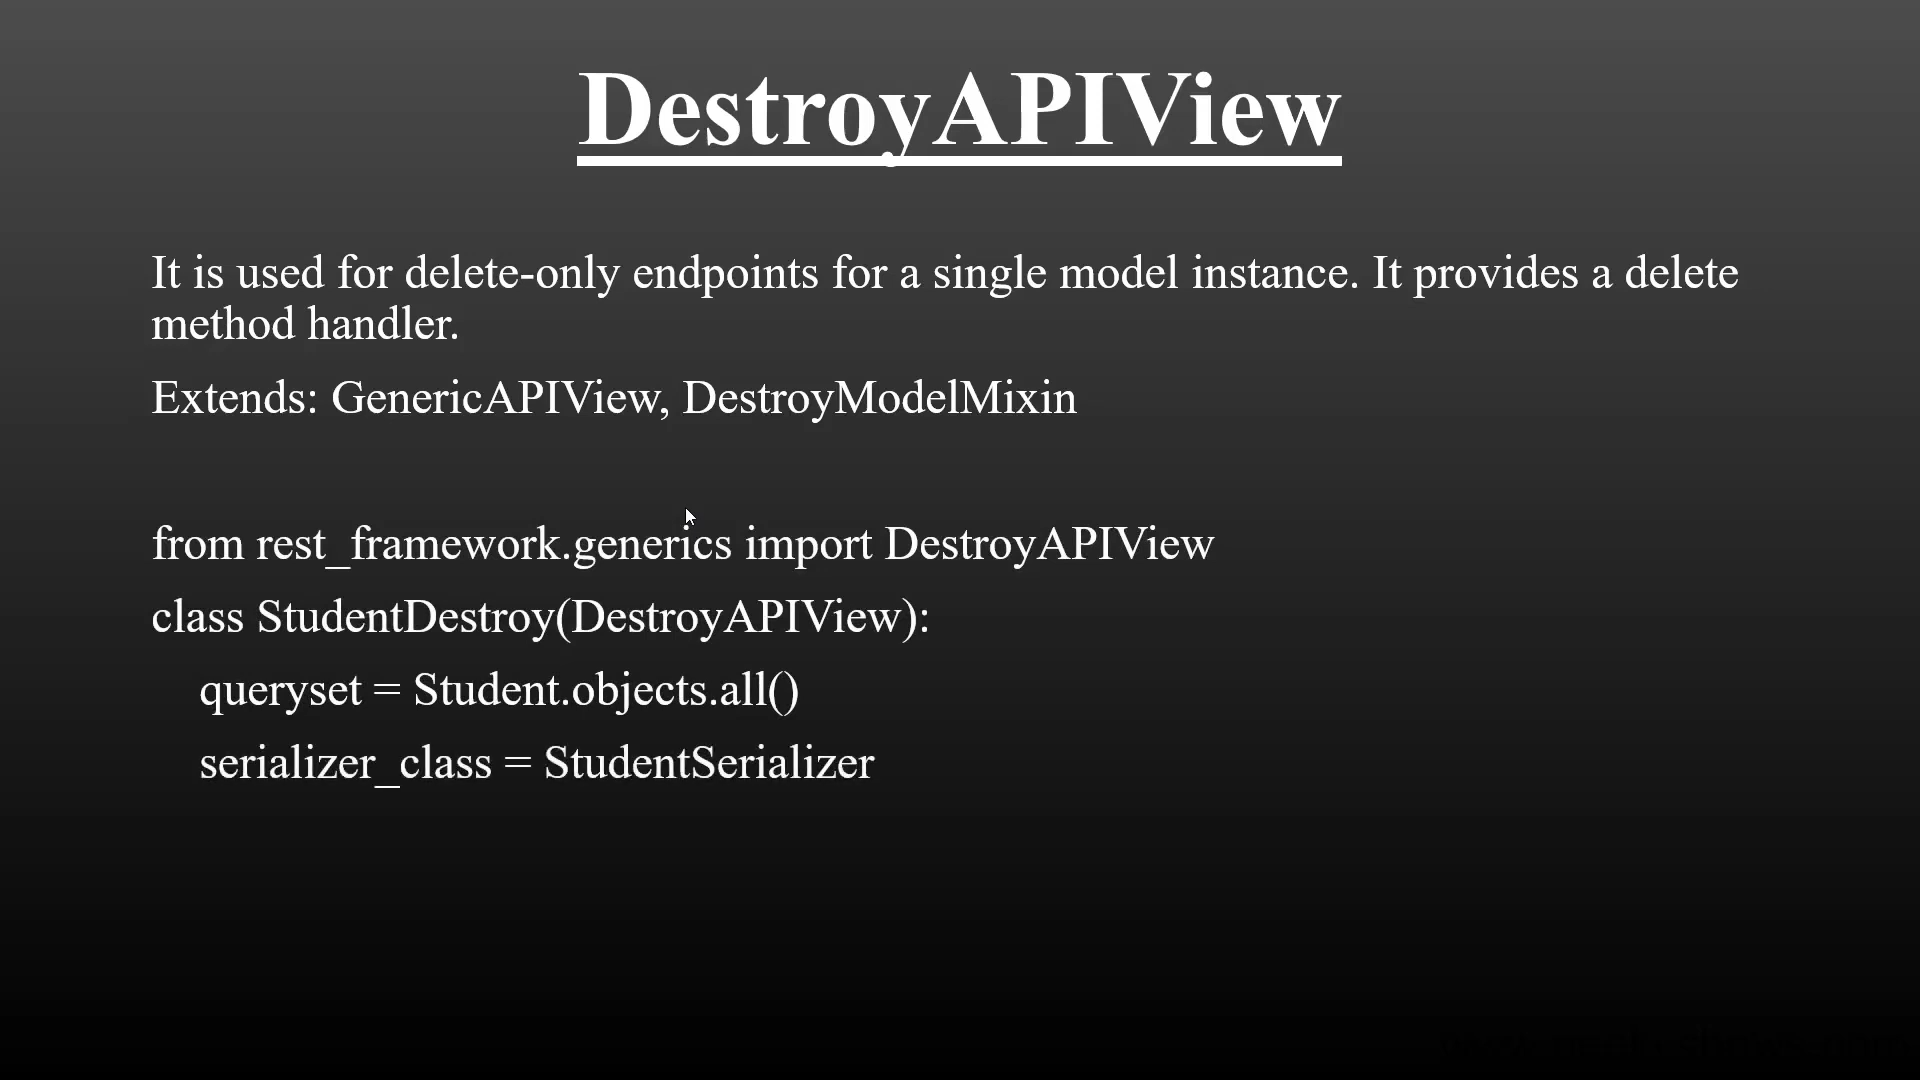 DestroyAPIView
It is used for delete-only endpoints for a single model instance. It provides a delete
method handler.
Extends: GenericAPIView, DestroyModelMixin
from rest_framework.generics import DestroyAPIView
class StudentDestroy(DestroyAPIView):
queryset = Student.objects.all()
serializer_class = StudentSerializer